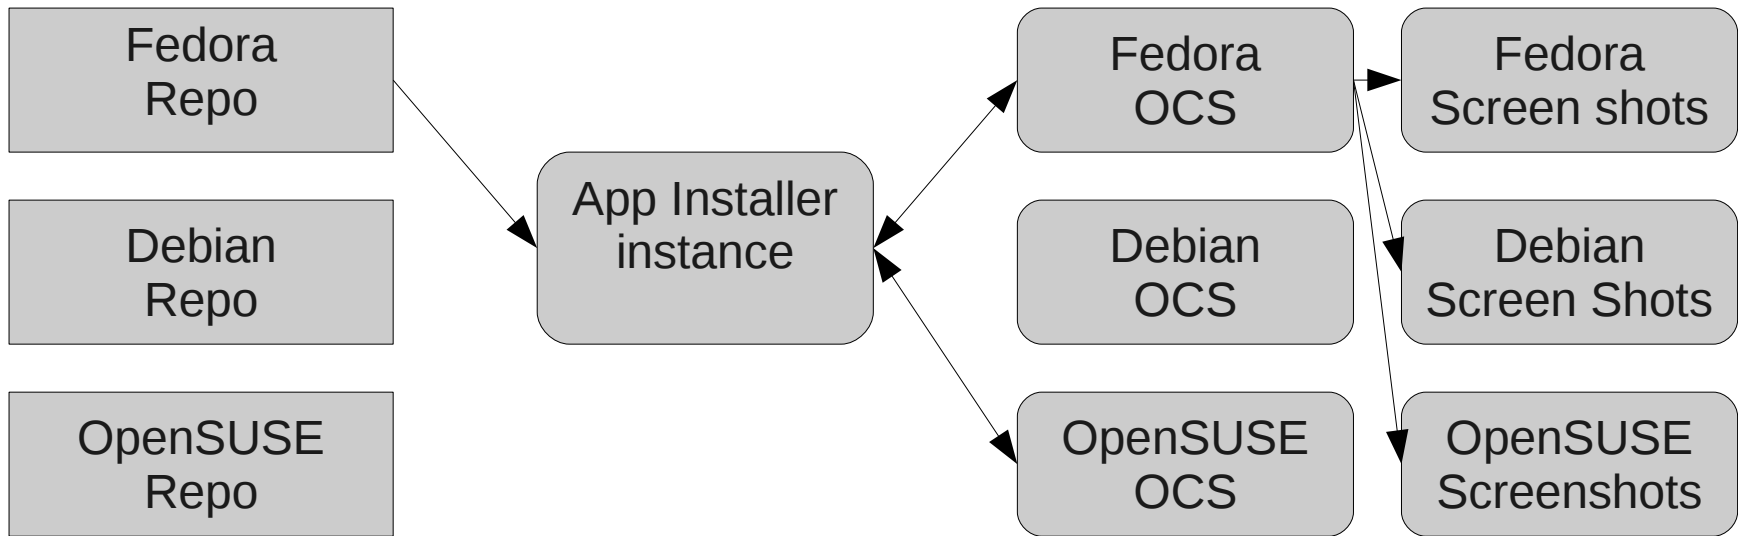 Fedora
Repo
Debian
Repo
OpenSUSE
Repo
App Installer
instance
Fedora
OCS
Debian
OCS
OpenSUSE
OCS
Fedora
Screen shots
Debian
Screen Shots
OpenSUSE
Screenshots